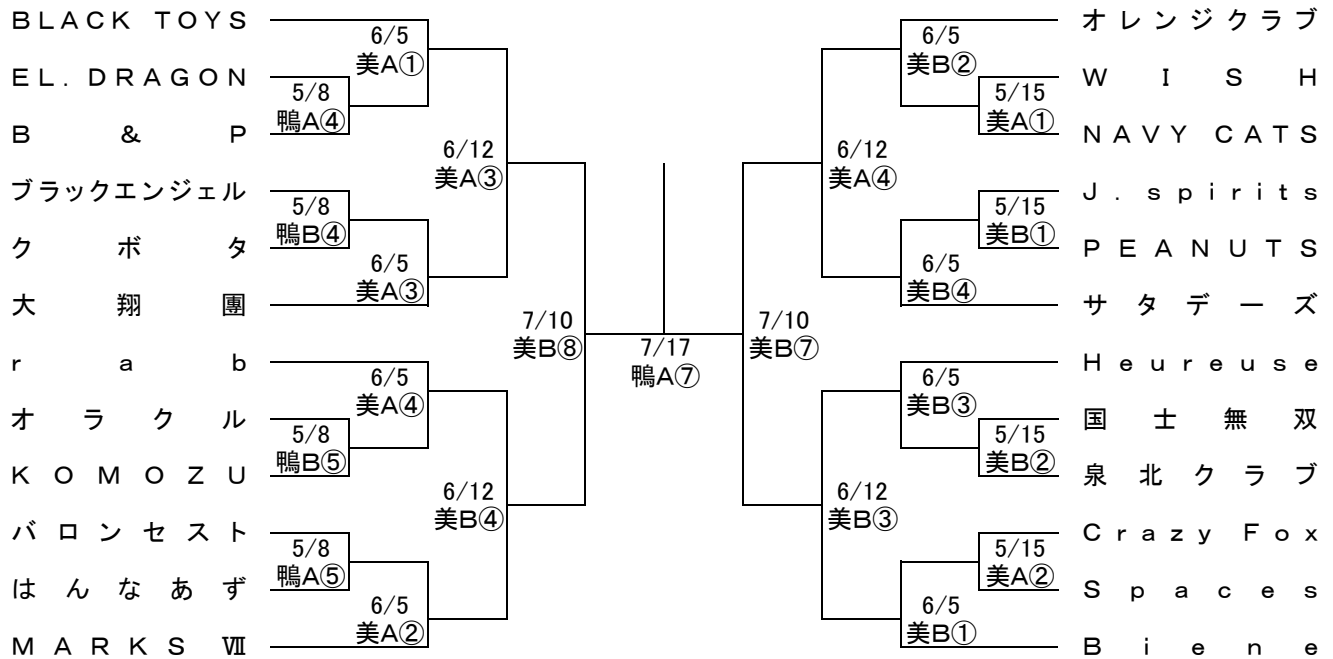 BLACK TOYS
EL. DRAGON
B & P
ブラックエンジェル
クボタ
大翔團
rab
オラクル
KOMOZU
バロンセスト
はんなあず
MARKS Ⅶ
5/8
鴨A④
5/8
鴨B④
5/8
鴨B⑤
5/8
鴨A⑤
6/5
美A①
6/5
美A③
6/5
美A④
6/5
美A②
6/12
美A③
6/12
美B④
7/10
美B⑧
7/17
鴨A⑦
7/10
美B⑦
6/12
美A④
6/12
美B③
6/5
美B②
6/5
美B④
6/5
美B③
6/5
美B①
5/15
美A①
5/15
美B①
5/15
美B②
5/15
美A②
オレンジクラブ
WISH
NAVY CATS
J. spirits
PEANUTS
サタデーズ
Heureuse
国士無双
泉北クラブ
Crazy Fox
Spaces
Biene